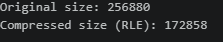 Original size: 256880
Compressed size (RLE): 172858